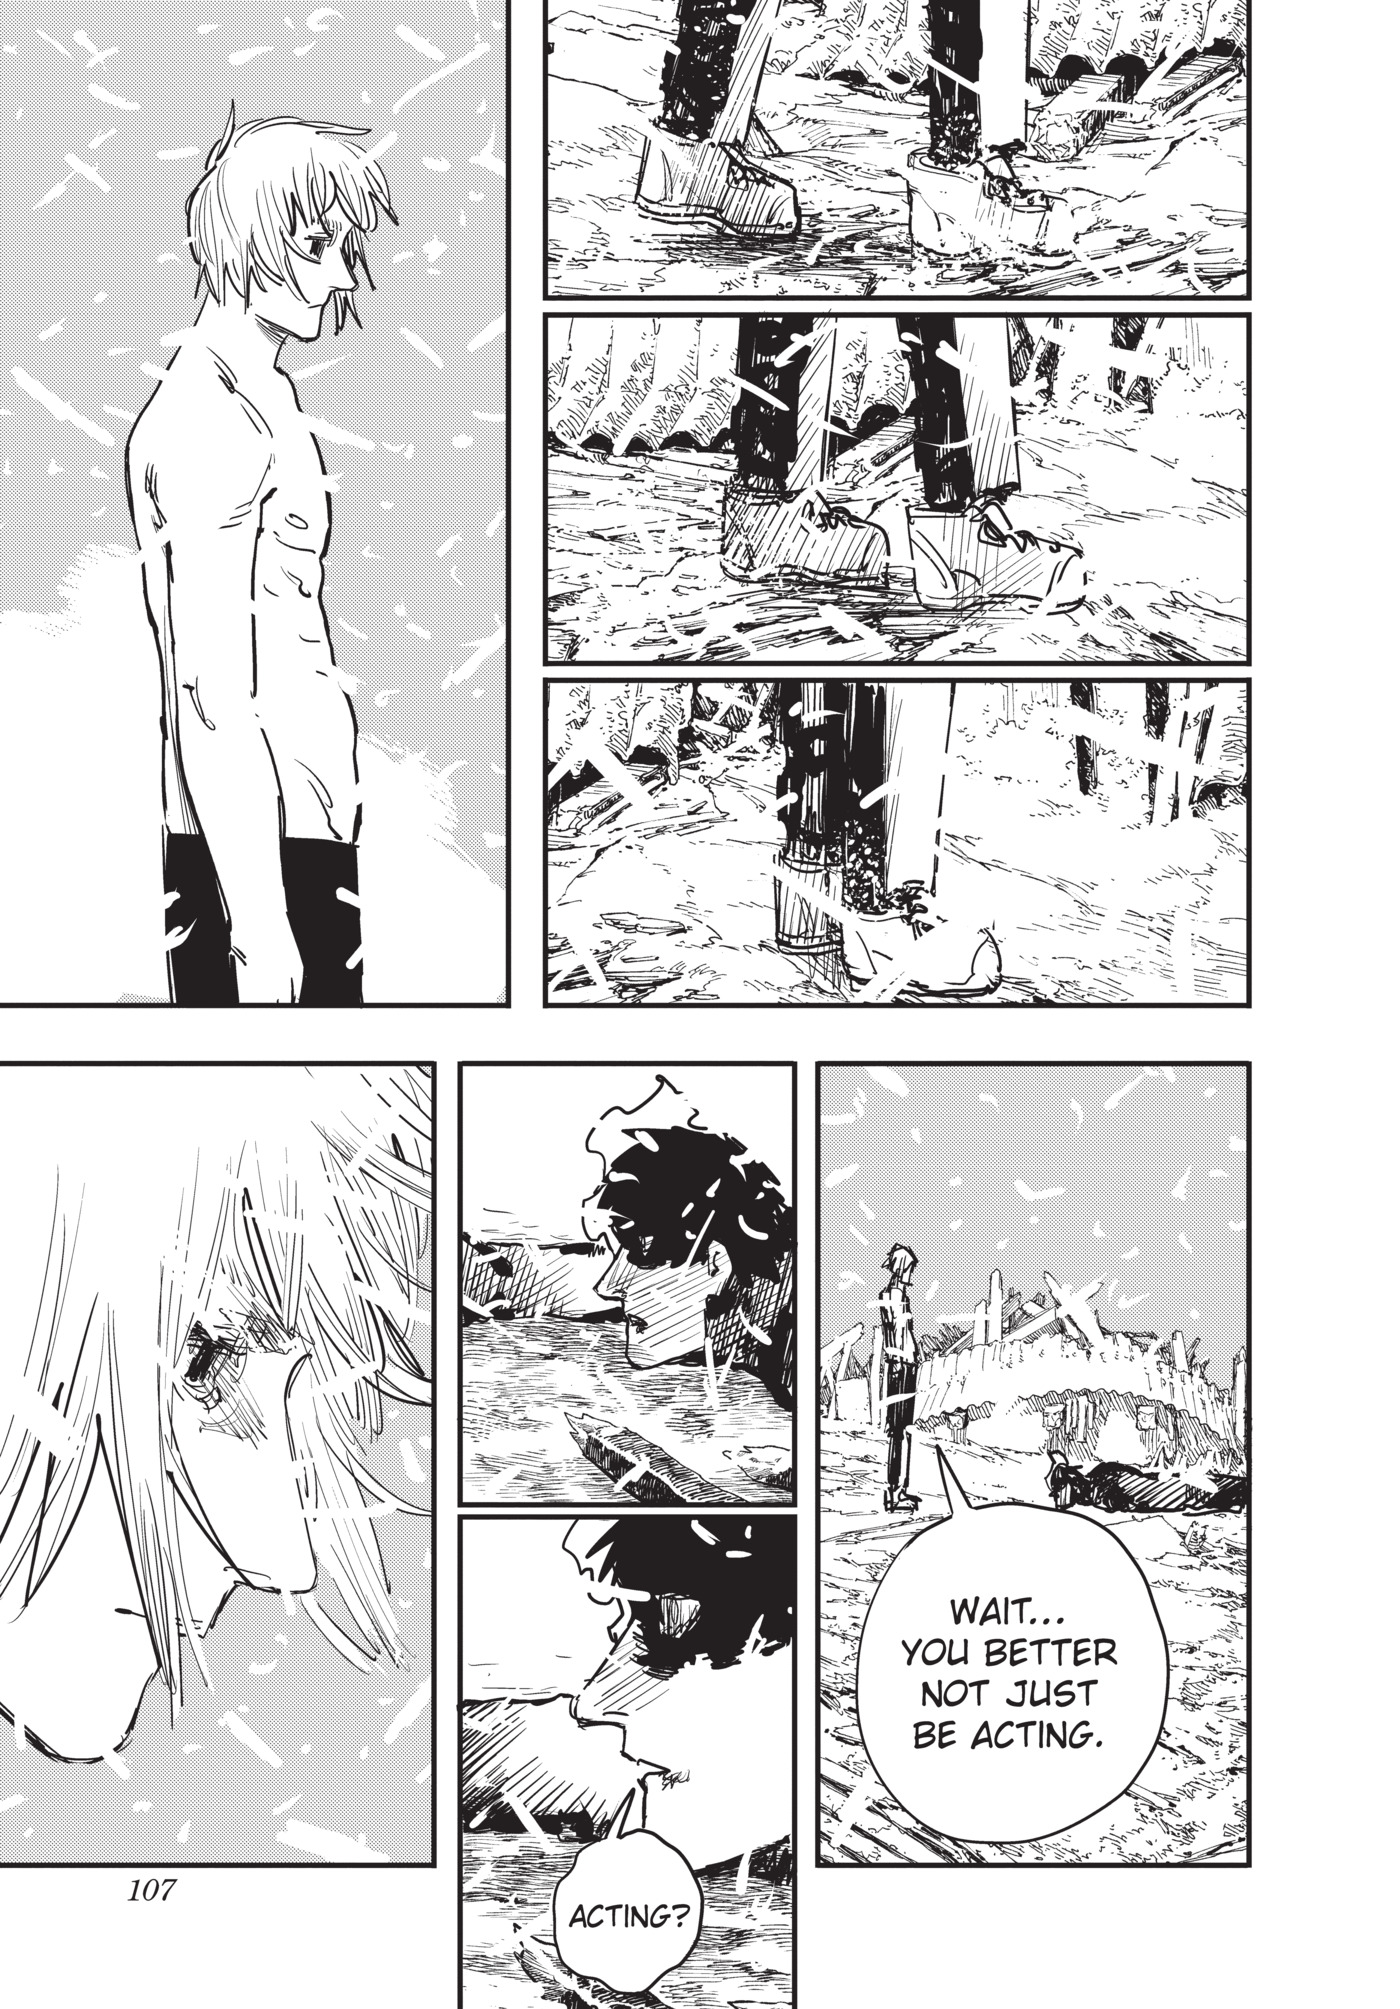 WAIT...
YOU BETTER
NOT JUST
BE ACTING.
ACTING?
107